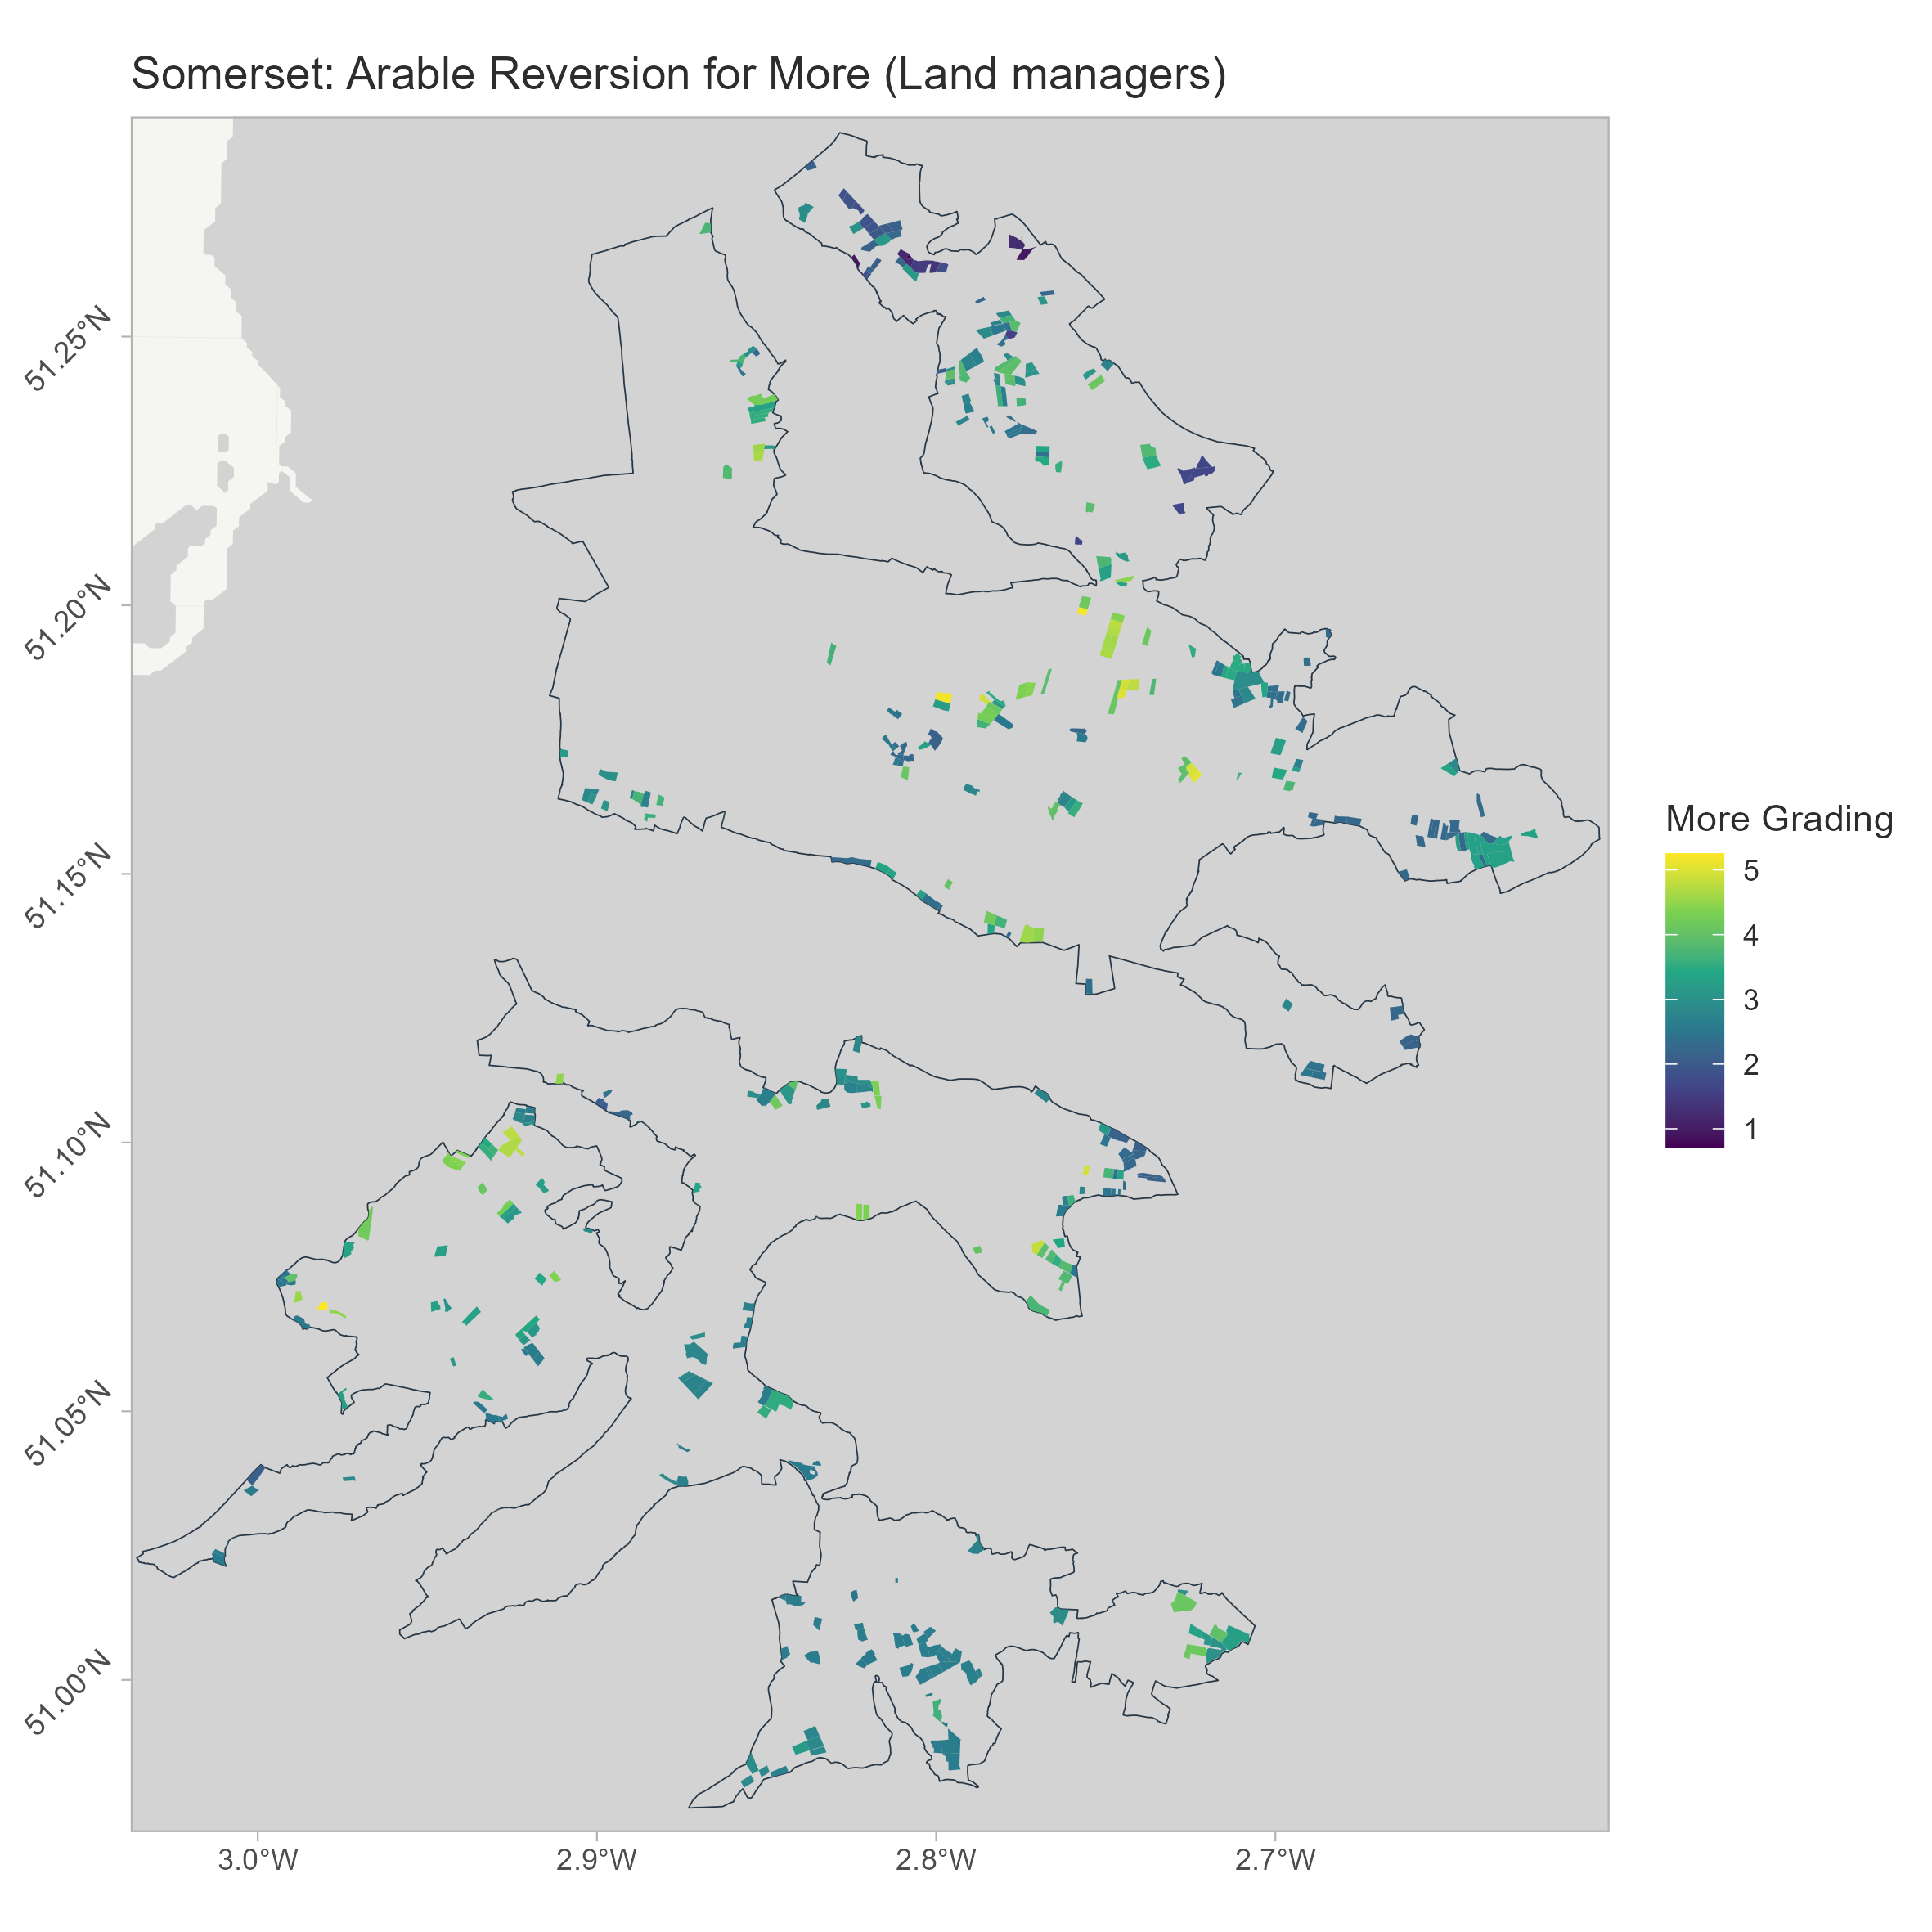 Somerset: Arable Reversion for More (Land managers)
51.25°N
51.20°N
51.15°N
51.10°N
51.05°N
51.00°N
3.0°W
2.9°W
2.8°W
2.7°W
More Grading
5
4
3
2
1